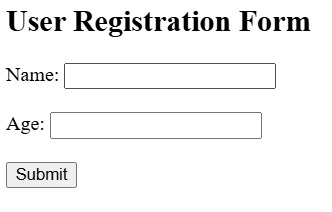 User Registration Form
Name:
Age:
Submit